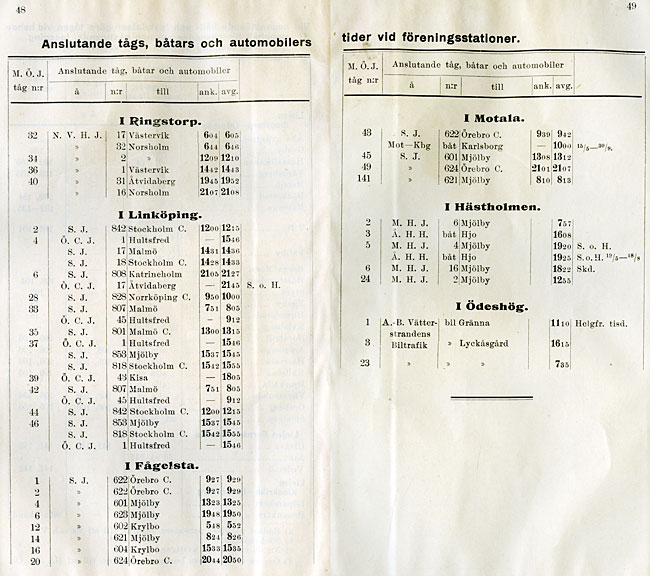 48
Anslutande tågs, båtars och automobilers
M. Ö. J. Anslutande tåg, båtar och automobiler
tåg n:r å n:r till ank. avg.
I Ringstorp.
32 N. V. H. J. 17 Västervik 604 605
» 32 Norsholm 644 646
34 » 2 » 1209 1210
36 » 1 Västervik 1442 1443
40 » 31 Åtvidaberg 1945 1952
» 16 Norsholm 2107 2108
I Linköping.
2 S. J. 842 Stockholm C. 1200 1215
4 Ö. C. J. 1 Hultsfred — 1546
S. J. 17 Malmö 1431 1436
S. J. 18 Stockholm C. 1428 1433
6 S. J. 808 Katrineholm 2105 2127
Ö. C. J. 17 Åtvidaberg — 2145 S. o. H.
28 S. J. 828 Norrköping C. 950 1000
33 S. J. 807 Malmö 751 805
Ö. C. J. 45 Hultsfred — 912
35 S. J. 801 Malmö C. 1300 1315
37 Ö. C. J. 1 Hultsfred — 1546
S. J. 853 Mjölby 1537 1545
S. J. 818 Stockholm C. 1542 1555
39 Ö. C. J. 43 Kisa — 1805
42 S. J. 807 Malmö 751 805
Ö. C. J. 45 Hultsfred — 912
44 S. J. 842 Stockholm C. 1200 1215
46 S. J. 853 Mjölby 1537 1545
S. J. 818 Stockholm C. 1542 1555
Ö. C. J. 1 Hultsfred — 1546
I Fågelsta.
1 S. J. 622 Örebro C. 927 929
2 » 622 Örebro C. 927 929
4 » 601 Mjölby 1323 1325
6 » 623 Mjölby 1948 1950
12 » 602 Krylbo 548 552
14 » 621 Mjölby 824 826
16 » 604 Krylbo 1533 1535
20 » 624 Örebro C. 2044 2050
49
tider vid föreningsstationer.
M. Ö. J. Anslutande tåg, båtar och automobiler
tåg n:r å n:r till ank. avg.
I Motala.
43 S. J. 622 Örebro C. 939 942
Mot—Kbg båt Karlsborg — 1000 15/5—30/9.
45 S. J. 601 Mjölby 1308 1312
49 » 624 Örebro C. 2101 2107
141 » 621 Mjölby 810 813
I Hästholmen.
2 M. H. J. 6 Mjölby 757
3 Å. H. H. båt Hjo 1608
5 M. H. J. 4 Mjölby 1920 S. o. H.
Å. H. H. båt Hjo 1925 S. o. H.
6 M. H. J. 16 Mjölby 1822 Skd.
24 M. H. J. 2 Mjölby 1255
I Ödeshög.
1 A.-B. Vätter- bil Gränna 1110 Helgfr. tisd.
strandens
3 Biltrafik » Lyckåsgård 1615
23 » » » 735